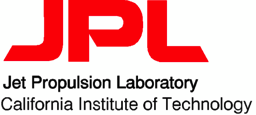 JPL
Jet Propulsion Laboratory
California Institute of Technology